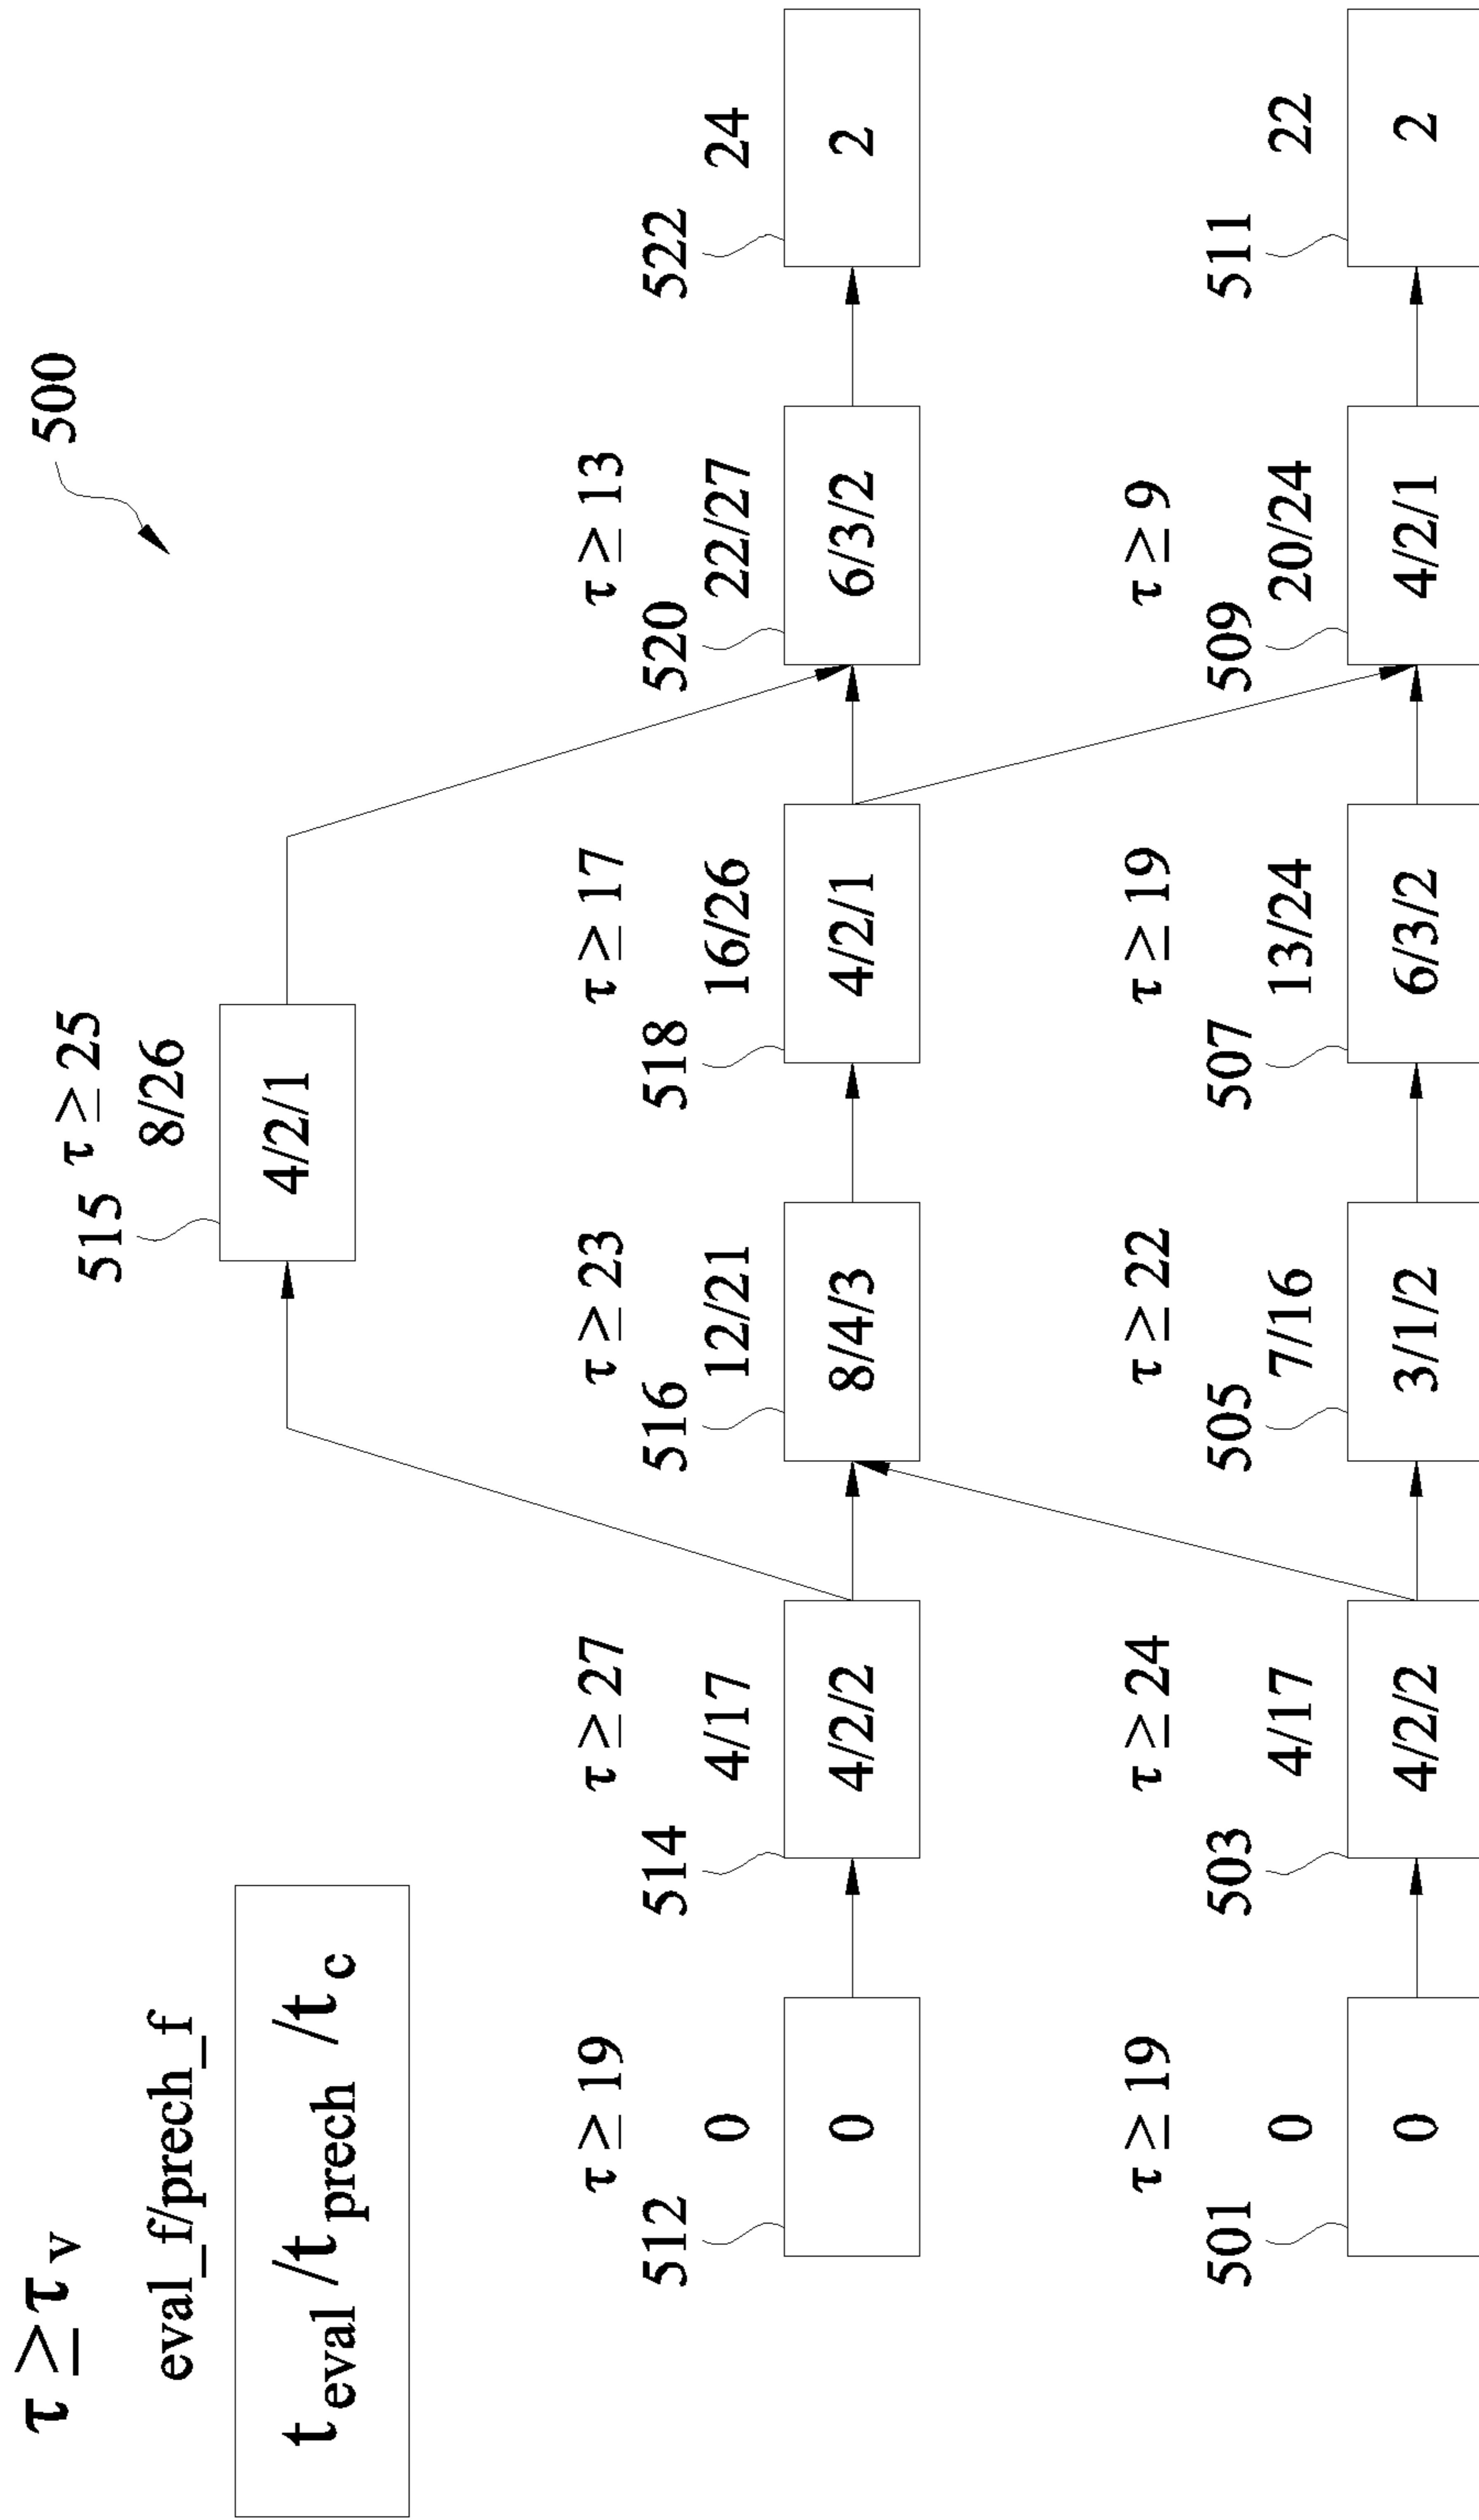 τ ≥ τ v
eval_f/prech_f
t eval /t prech /t c
500
515 τ ≥ 25
8/26
4/2/1
τ ≥ 19
512 0
0
τ ≥ 27
514 4/17
4/2/2
τ ≥ 23
516 12/21
8/4/3
τ ≥ 17
518 16/26
4/2/1
τ ≥ 13
520 22/27
6/3/2
522 24
2
τ ≥ 19
501 0
0
τ ≥ 24
503 4/17
4/2/2
τ ≥ 22
505 7/16
3/1/2
τ ≥ 19
507 13/24
6/3/2
τ ≥ 9
509 20/24
4/2/1
511 22
2